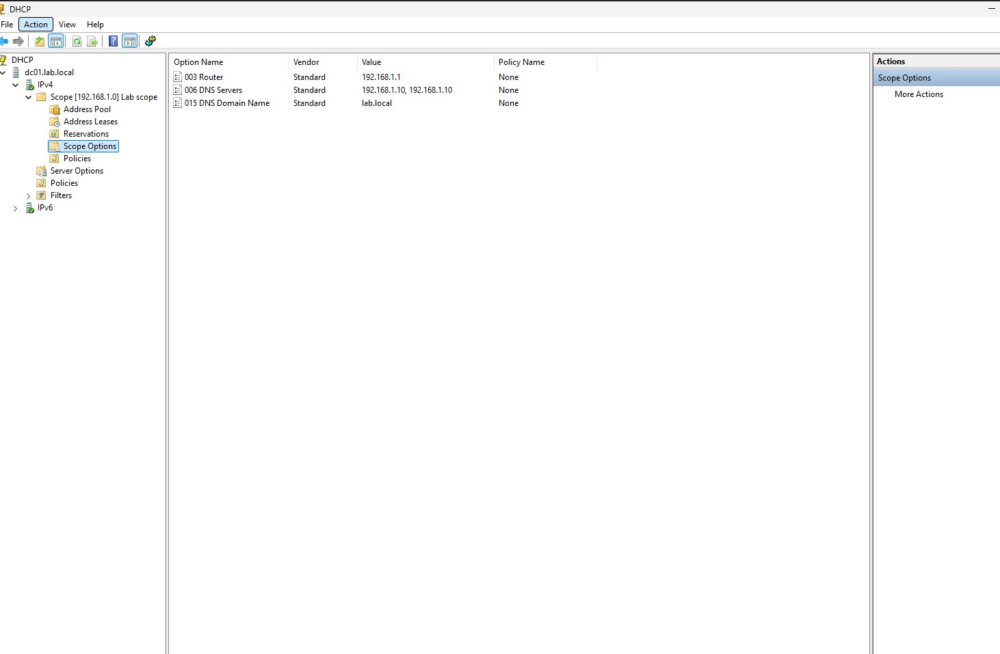 DHCP
File Action View Help
DHCP
dc01.lab.local
IPv4
Scope [192.168.1.0] Lab scope
Address Pool
Address Leases
Reservations
Scope Options
Policies
Server Options
Policies
Filters
IPv6
Option Name Vendor Value Policy Name
003 Router Standard 192.168.1.1 None
006 DNS Servers Standard 192.168.1.10, 192.168.1.10 None
015 DNS Domain Name Standard lab.local None
Actions
Scope Options
More Actions